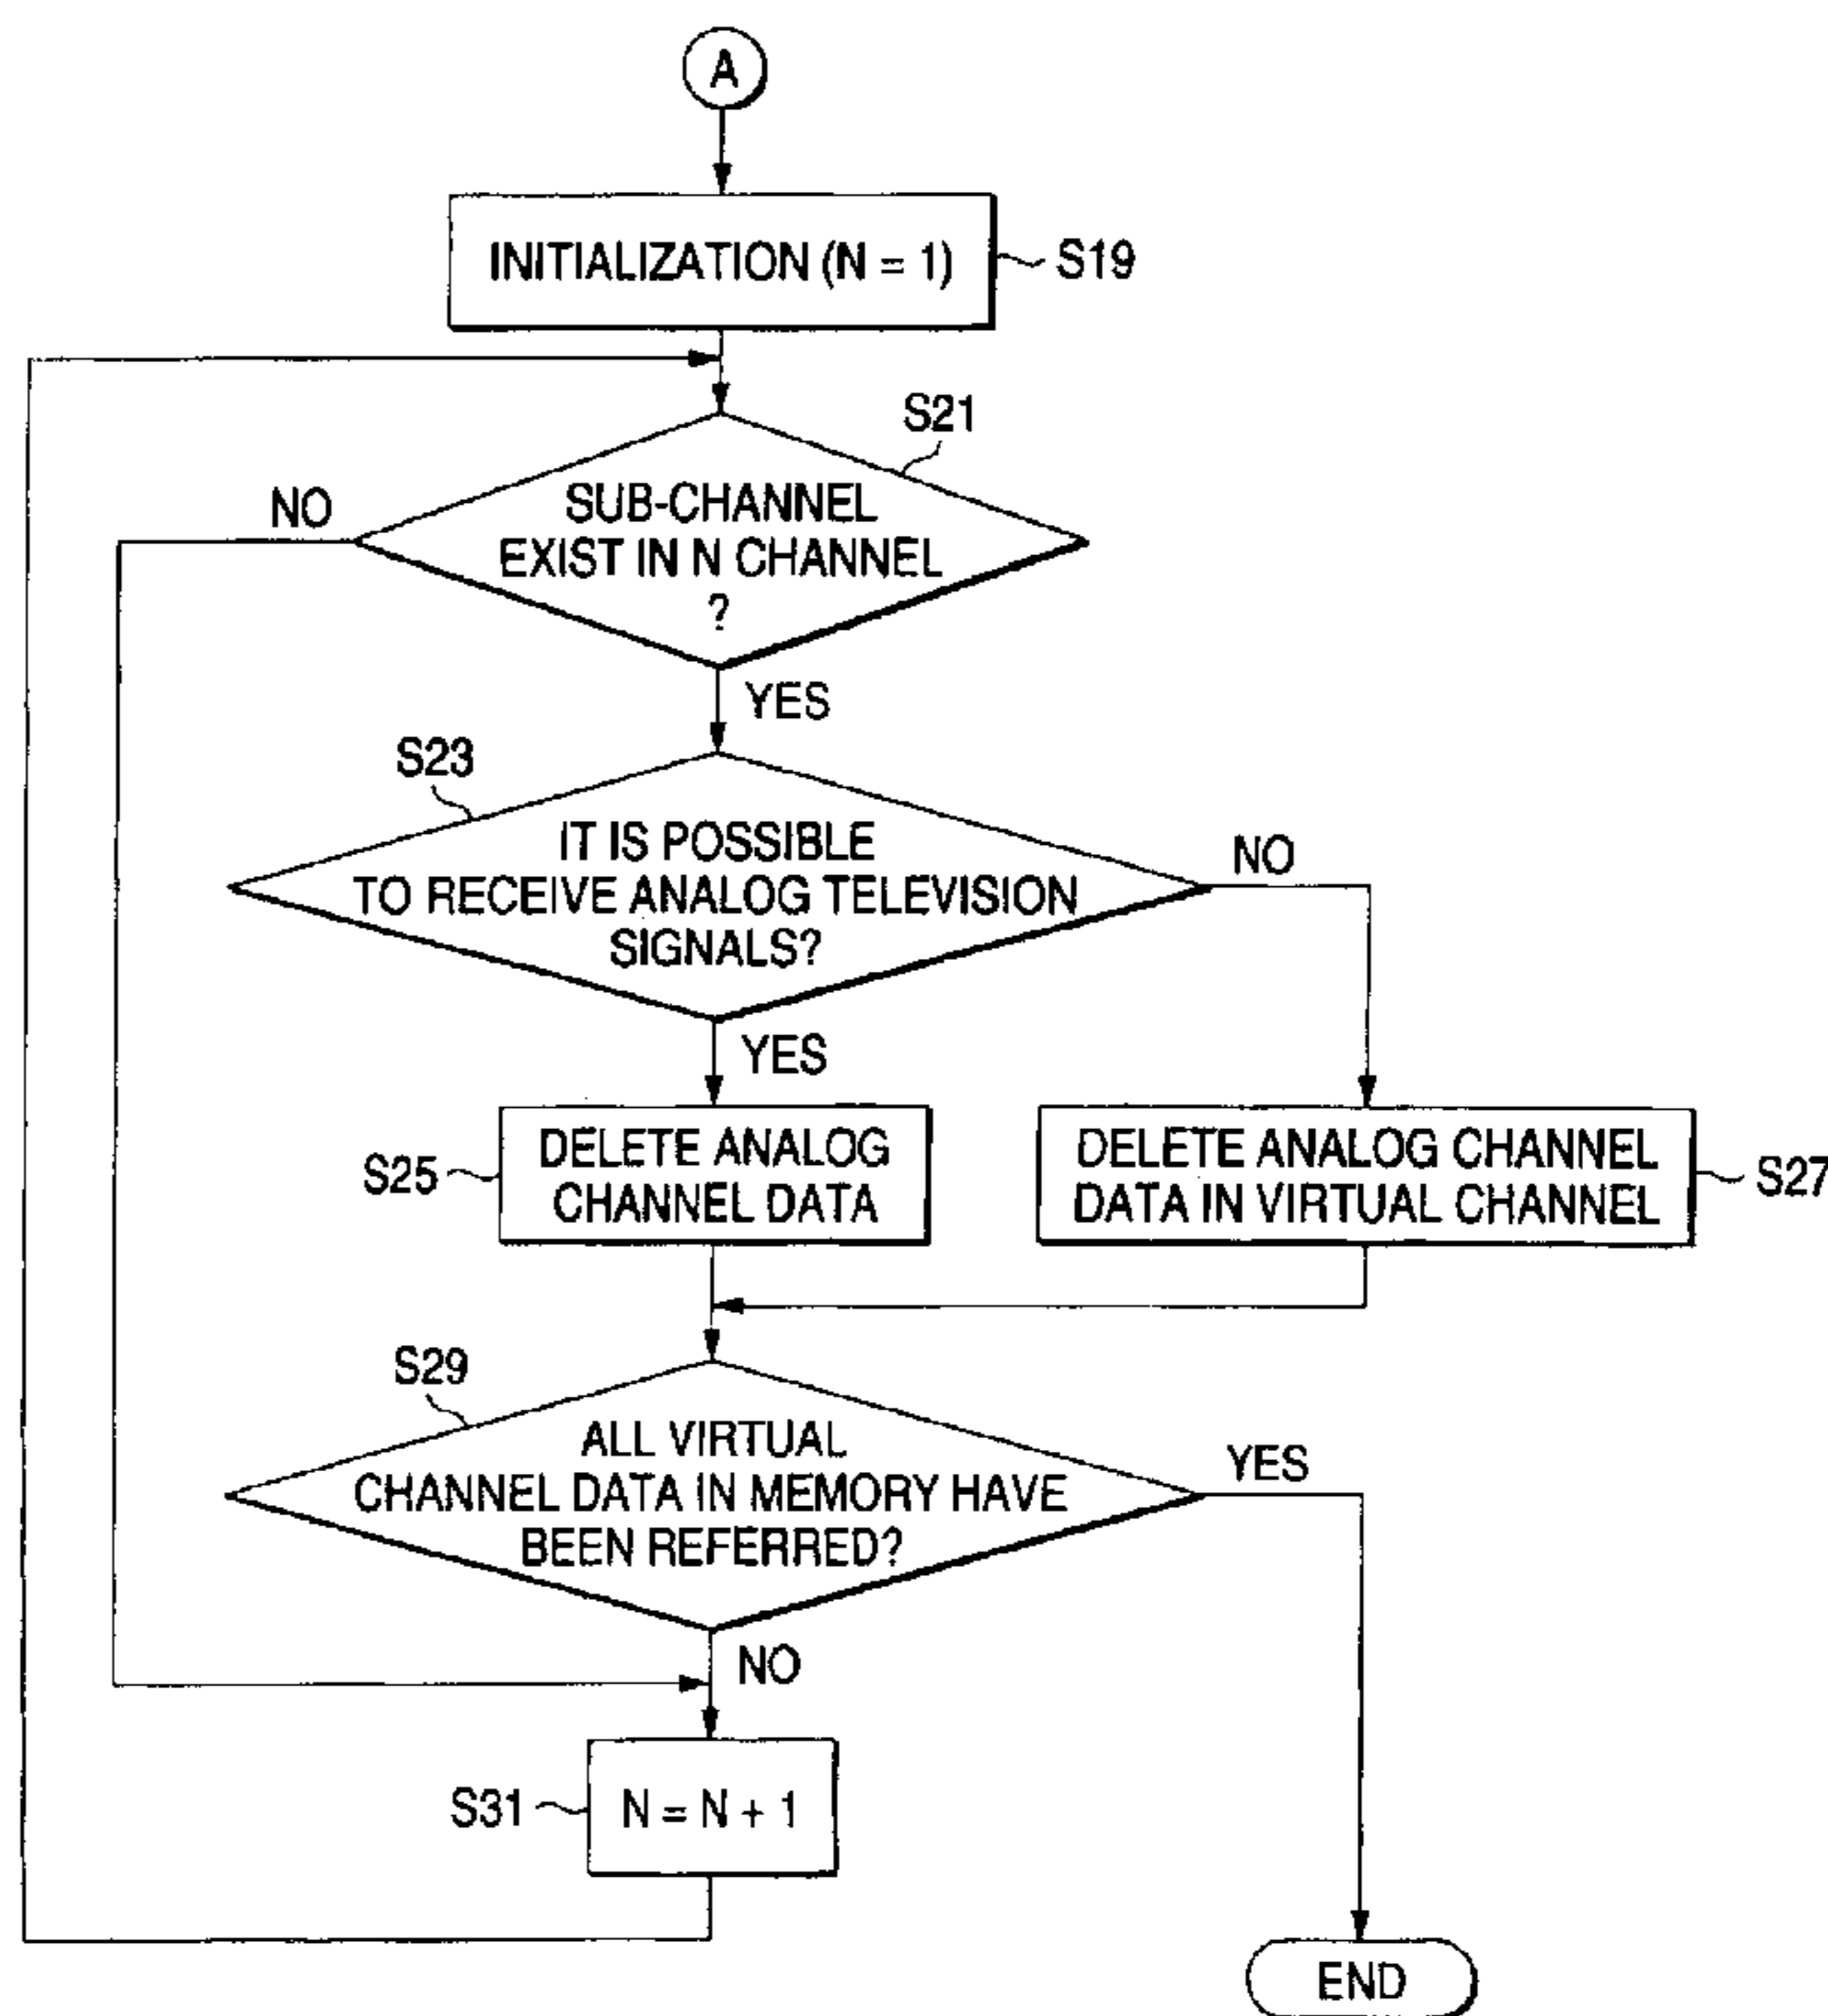 A
INITIALIZATION (N = 1)
S19
S21
SUB-CHANNEL
EXIST IN N CHANNEL
?
NO
YES
S23
IT IS POSSIBLE
TO RECEIVE ANALOG TELEVISION
SIGNALS?
NO
YES
S25
DELETE ANALOG
CHANNEL DATA
DELETE ANALOG CHANNEL
DATA IN VIRTUAL CHANNEL
S27
S29
ALL VIRTUAL
CHANNEL DATA IN MEMORY HAVE
BEEN REFERRED?
YES
NO
S31
N = N + 1
END